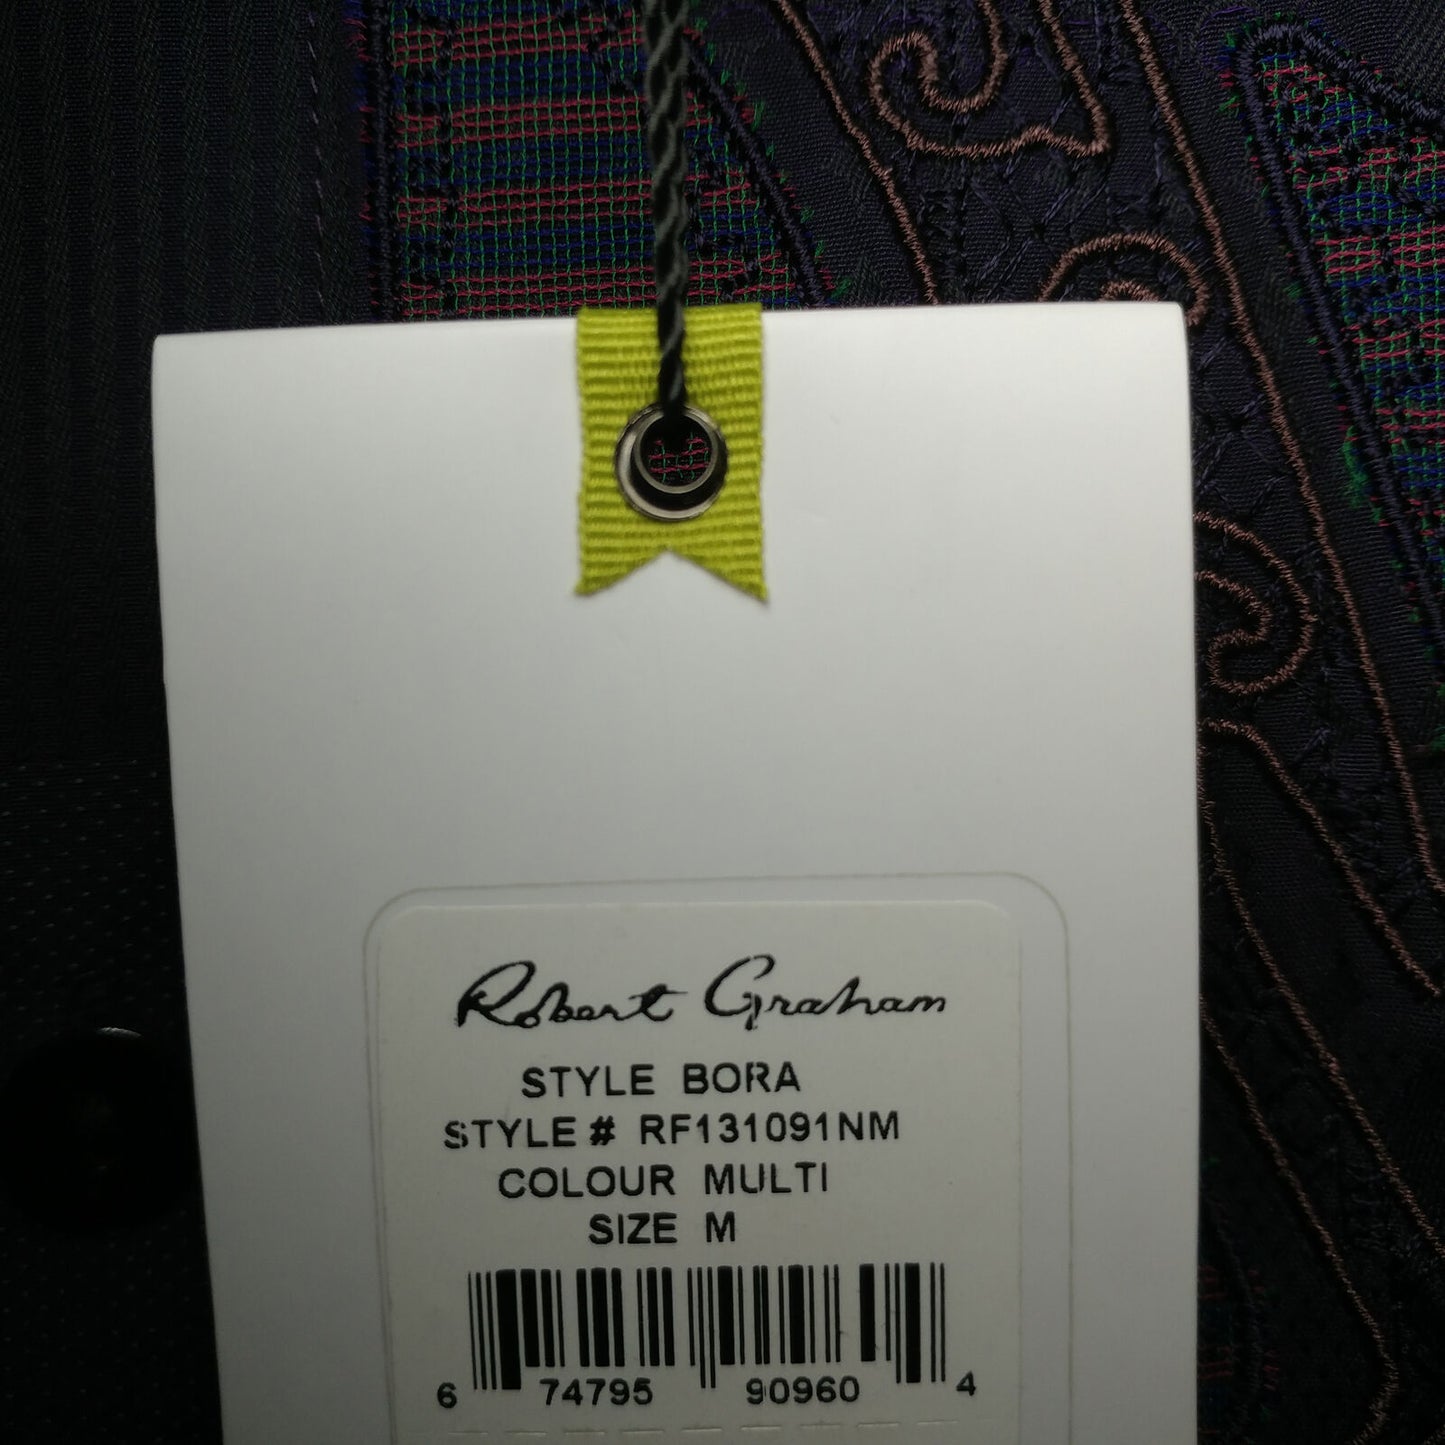 Robert Graham
STYLE BORA
STYLE# RF131091NM
COLOUR MULTI
SIZE M
6 74795 90960 4